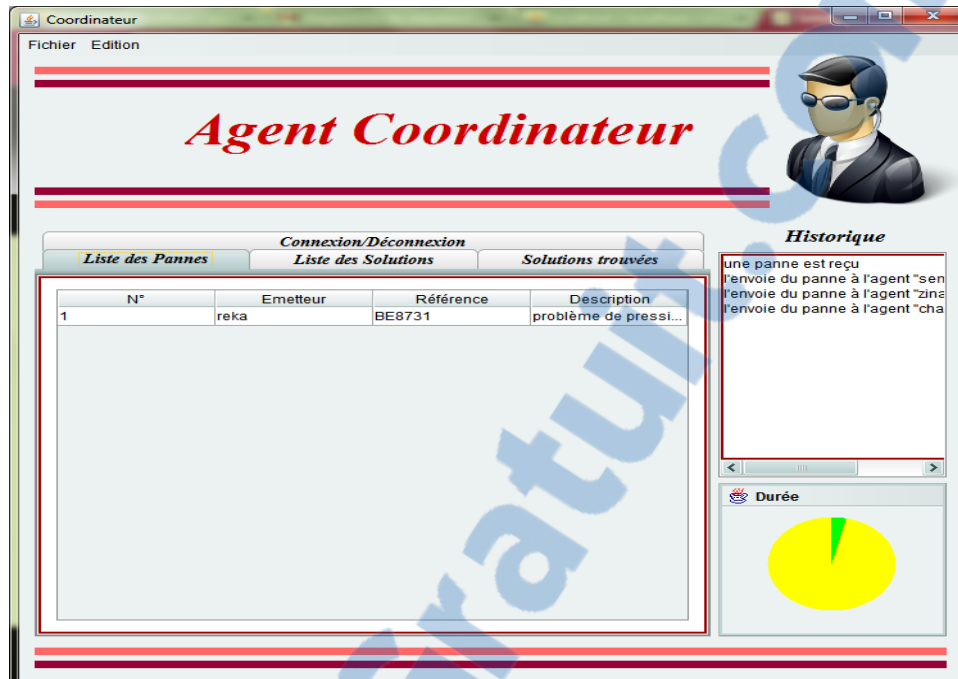 Coordinateur
Fichier Edition
Agent Coordinateur
Connexion/Déconnexion
Liste des Pannes Liste des Solutions Solutions trouvées
N° Emetteur Référence Description
1 reka BE8731 problème de pressi...
Historique
une panne est reçu
l'envoie du panne à l'agent "sen
l'envoie du panne à l'agent "zina
l'envoie du panne à l'agent "cha
Durée
Gratuit.com